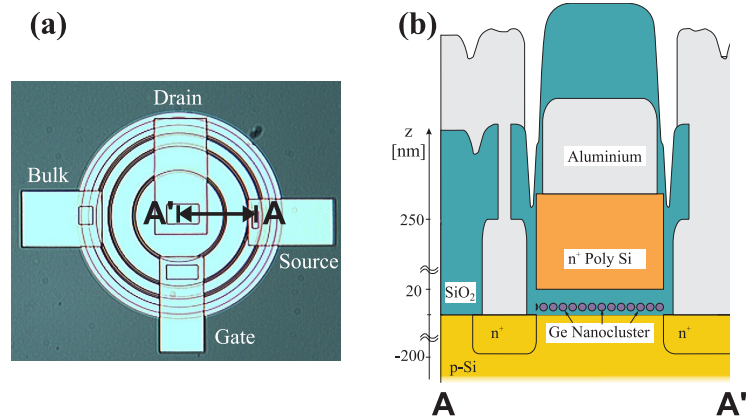 (a)
Drain
Bulk
A'
A
Source
Gate
(b)
z
[nm]
Aluminium
250
n+ Poly Si
20
SiO2
n+
Ge Nanocluster
n+
-200
p-Si
A
A'